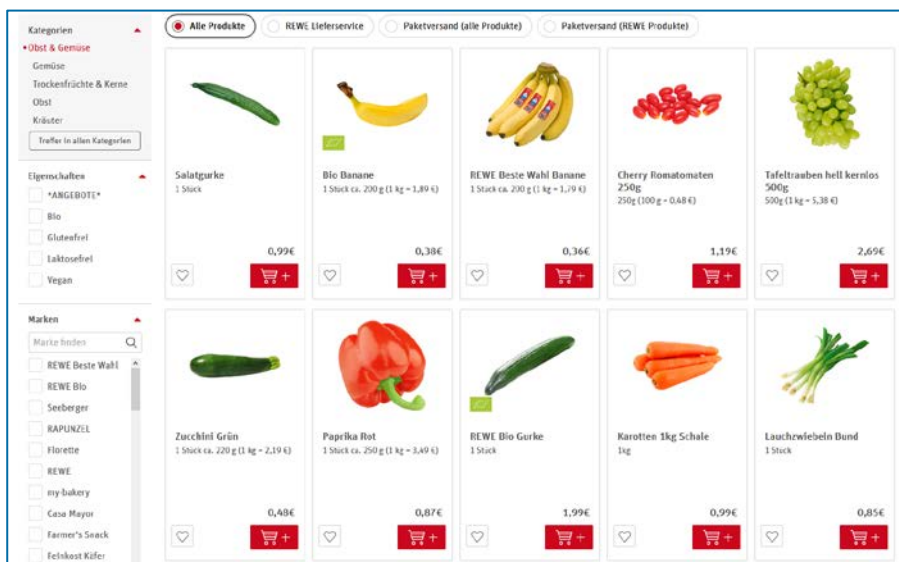 Kategorien
Obst & Gemüse
Gemüse
Trockenfrüchte & Kerne
Obst
Kräuter
Treffer in allen Kategorien
Eigenschaften
*ANGEBOTE*
Bio
Glutenfrei
Laktosefrei
Vegan
Marken
Marke finden
REWE Beste Wahl
REWE Bio
Seeberger
RAPUNZEL
Florette
REWE
my-bakery
Casa Mayor
Farmer's Snack
Feinkost Käfer
Alle Produkte
REWE Lieferservice
Paketversand (alle Produkte)
Paketversand (REWE Produkte)
Salatgurke
1 Stück
0,99€
Bio Banane
1 Stück ca. 200 g (1 kg = 1,89 €)
0,38€
REWE Beste Wahl Banane
1 Stück ca. 200 g (1 kg = 1,79 €)
0,36€
Cherry Romatomaten
250g
250g (100 g = 0,48 €)
1,19€
Tafeltrauben hell kernlos
500g
500g (1 kg = 5,38 €)
2,69€
Zucchini Grün
1 Stück ca. 220 g (1 kg = 2,19 €)
0,48€
Paprika Rot
1 Stück ca. 250 g (1 kg = 3,49 €)
0,87€
REWE Bio Gurke
1 Stück
1,99€
Karotten 1kg Schale
1kg
0,99€
Lauchzwiebeln Bund
1 Stück
0,85€